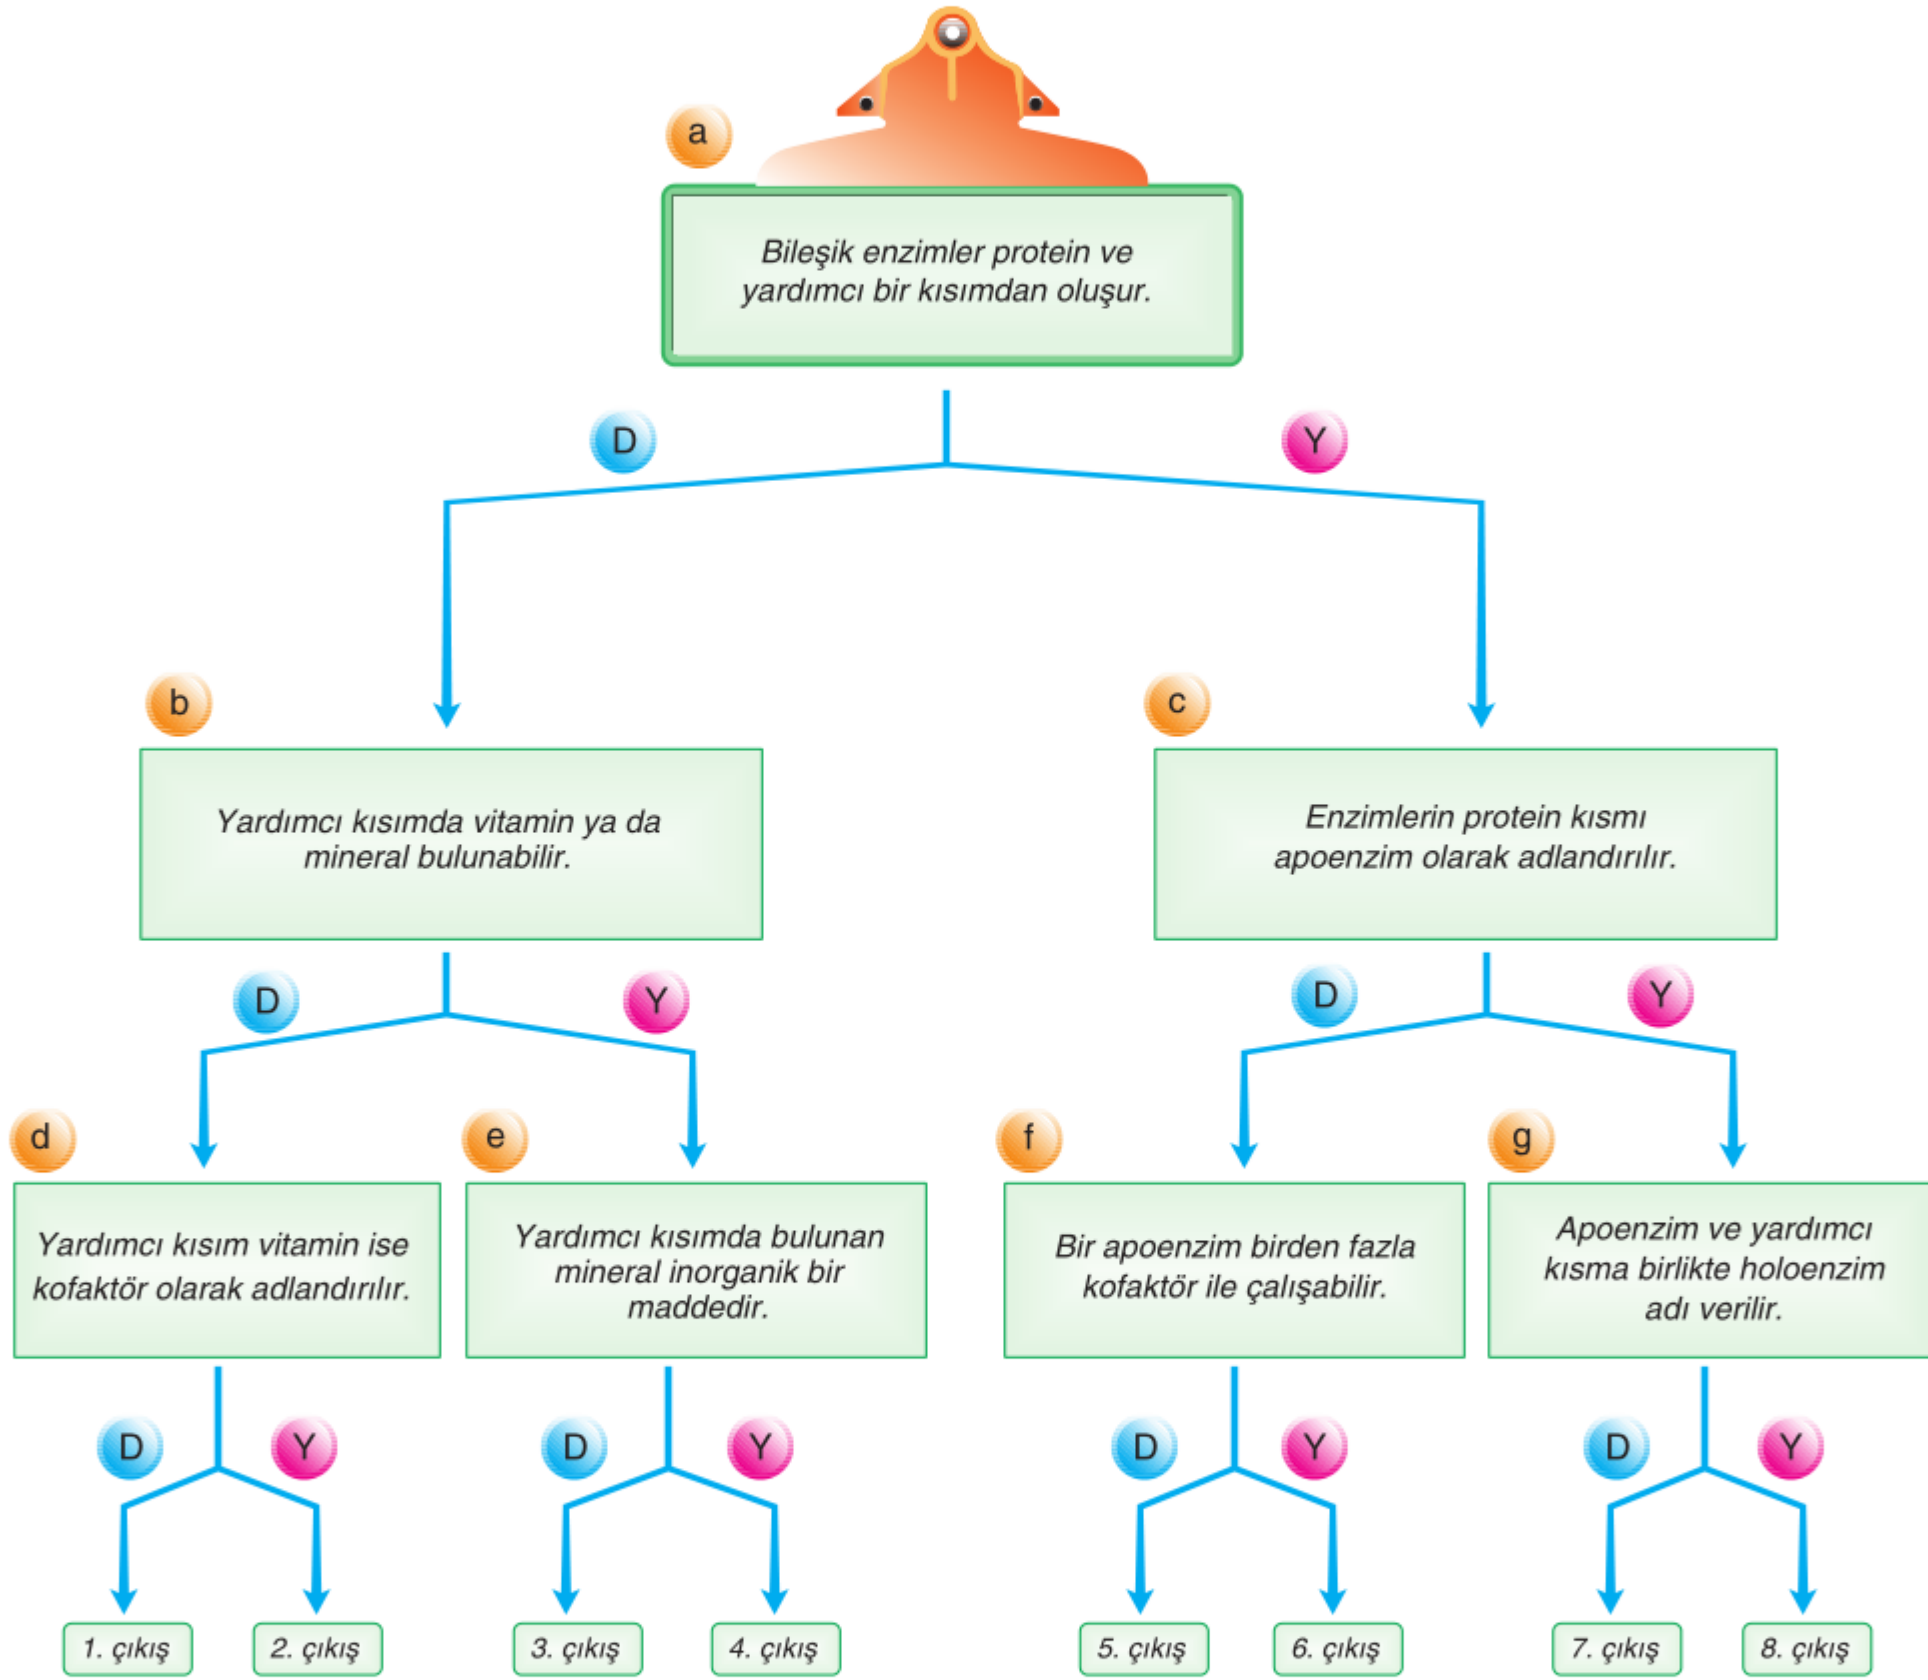 a
Bileşik enzimler protein ve
yardımcı bir kısımdan oluşur.
D
Y
b
Yardımcı kısımda vitamin ya da
mineral bulunabilir.
c
Enzimlerin protein kısmı
apoenzim olarak adlandırılır.
D
Y
D
Y
d
Yardımcı kısım vitamin ise
kofaktör olarak adlandırılır.
e
Yardımcı kısımda bulunan
mineral inorganik bir
maddedir.
f
Bir apoenzim birden fazla
kofaktör ile çalışabilir.
g
Apoenzim ve yardımcı
kısma birlikte holoenzim
adı verilir.
D
Y
D
Y
D
Y
D
Y
1. çıkış
2. çıkış
3. çıkış
4. çıkış
5. çıkış
6. çıkış
7. çıkış
8. çıkış